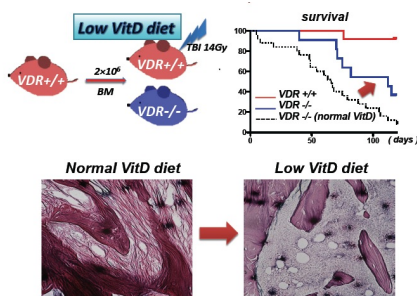 Low VitD diet
TBI 14Gy
VDR+/+
VDR+/+
2×10⁶
BM
VDR-/-
survival
100
80
60
40
20
0
0 50 100
( days )
VDR +/+
VDR -/-
VDR -/- (normal VitD)
Normal VitD diet
Low VitD diet